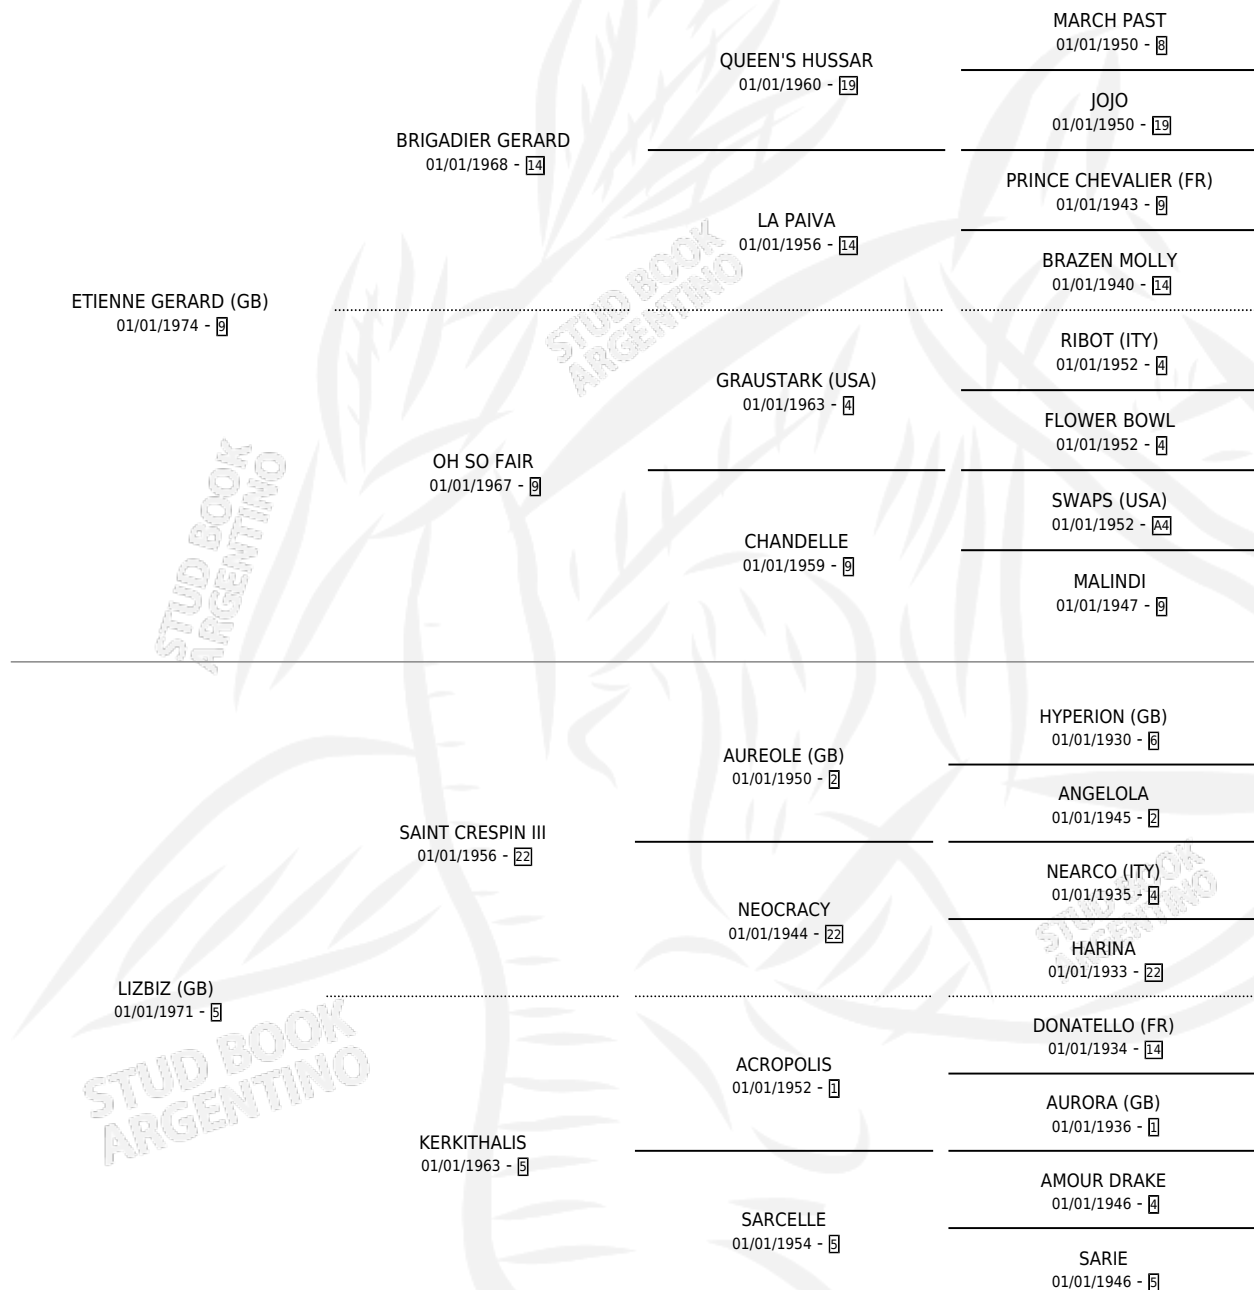 MARCH PAST
01/01/1950 - 8
QUEEN'S HUSSAR
01/01/1960 - 19
JOJO
01/01/1950 - 19
BRIGADIER GERARD
01/01/1968 - 14
PRINCE CHEVALIER (FR)
01/01/1943 - 9
LA PAIVA
01/01/1956 - 14
BRAZEN MOLLY
01/01/1940 - 14
ETIENNE GERARD (GB)
01/01/1974 - 9
STUD BOOK
ARGENTINO
RIBOT (ITY)
01/01/1952 - 4
GRAUSTARK (USA)
01/01/1963 - 4
FLOWER BOWL
01/01/1952 - 4
OH SO FAIR
01/01/1967 - 9
SWAPS (USA)
01/01/1952 - A4
CHANDELLE
01/01/1959 - 9
MALINDI
01/01/1947 - 9
STUD BOOK
ARGENTINO
HYPERION (GB)
01/01/1930 - 6
AUREOLE (GB)
01/01/1950 - 2
ANGELOLA
01/01/1945 - 2
SAINT CRESPIN III
01/01/1956 - 22
NEARCO (ITY)
01/01/1935 - 4
NEOCRACY
01/01/1944 - 22
HARINA
01/01/1933 - 22
STUD BOOK
ARGENTINO
LIZBIZ (GB)
01/01/1971 - 5
DONATELLO (FR)
01/01/1934 - 14
ACROPOLIS
01/01/1952 - 1
AURORA (GB)
01/01/1936 - 1
STUD BOOK
ARGENTINO
KERKITHALIS
01/01/1963 - 5
AMOUR DRAKE
01/01/1946 - 4
SARCELLE
01/01/1954 - 5
SARIE
01/01/1946 - 5